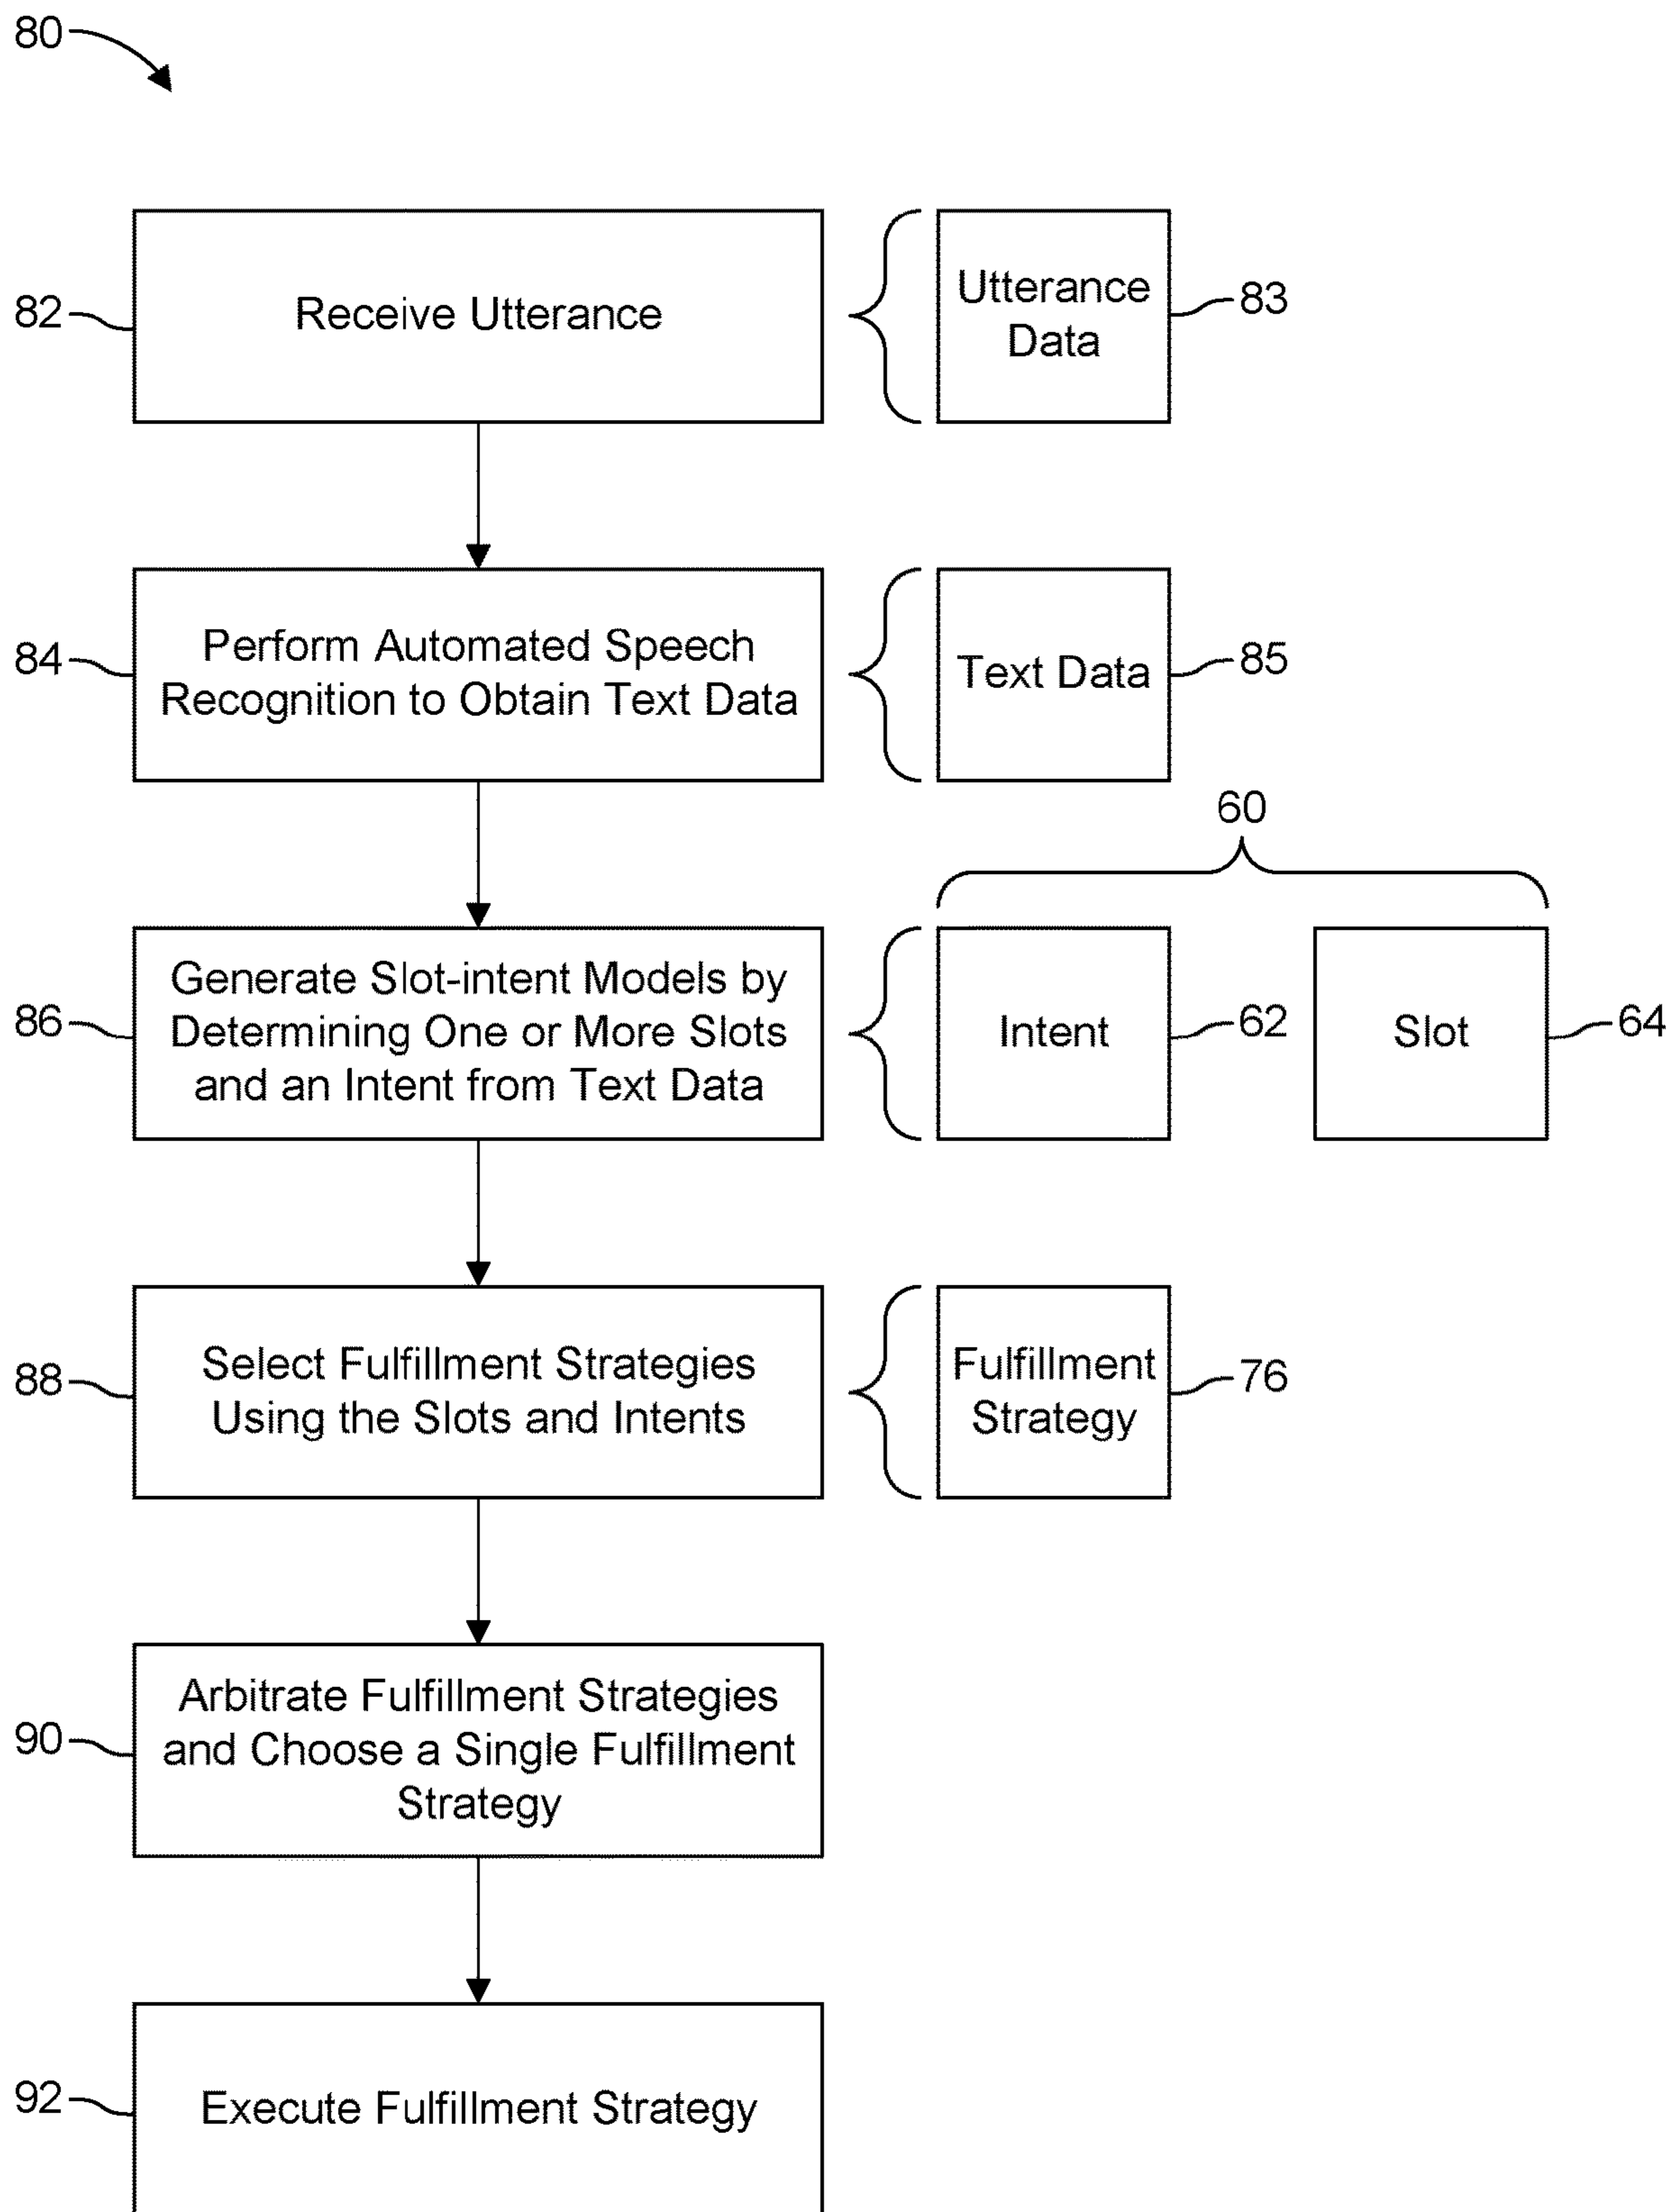 80
82
Receive Utterance
Utterance
Data
83
84
Perform Automated Speech
Recognition to Obtain Text Data
Text Data
85
60
86
Generate Slot-intent Models by
Determining One or More Slots
and an Intent from Text Data
Intent
62
Slot
64
88
Select Fulfillment Strategies
Using the Slots and Intents
Fulfillment
Strategy
76
90
Arbitrate Fulfillment Strategies
and Choose a Single Fulfillment
Strategy
92
Execute Fulfillment Strategy